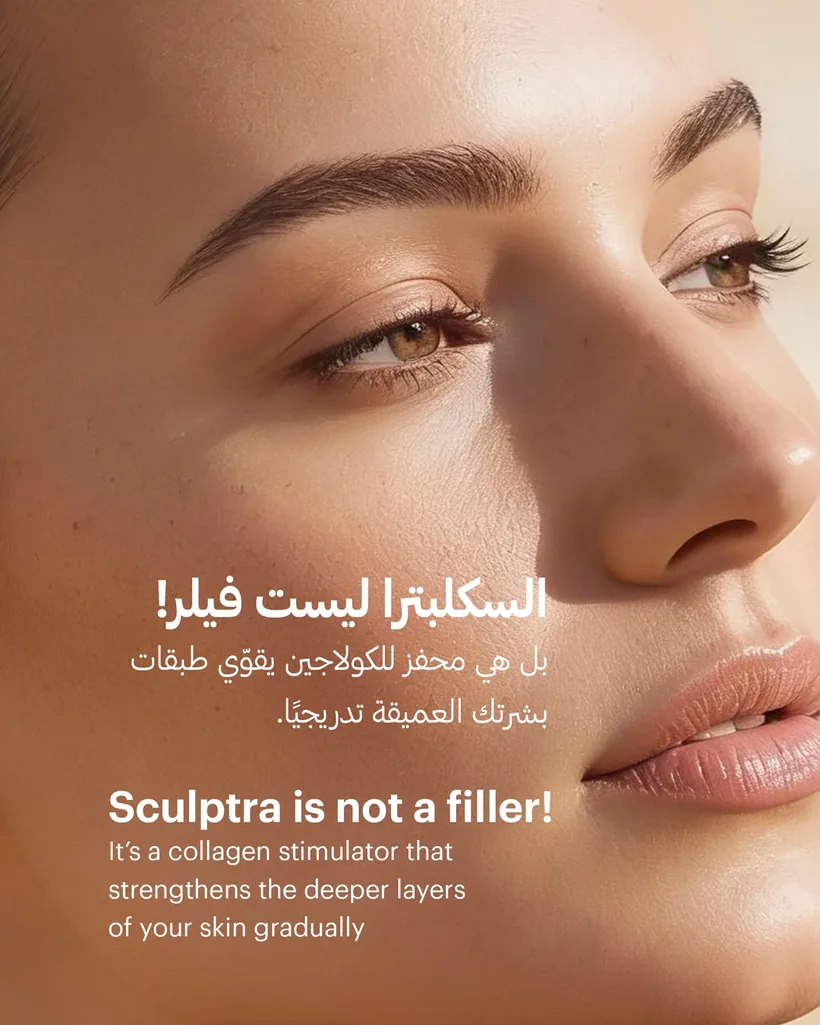 السكلبترا ليست فيلر!
بل هي محفز للكولاجين يقوّي طبقات
بشرتك العميقة تدريجيًا.
Sculptra is not a filler!
It’s a collagen stimulator that
strengthens the deeper layers
of your skin gradually